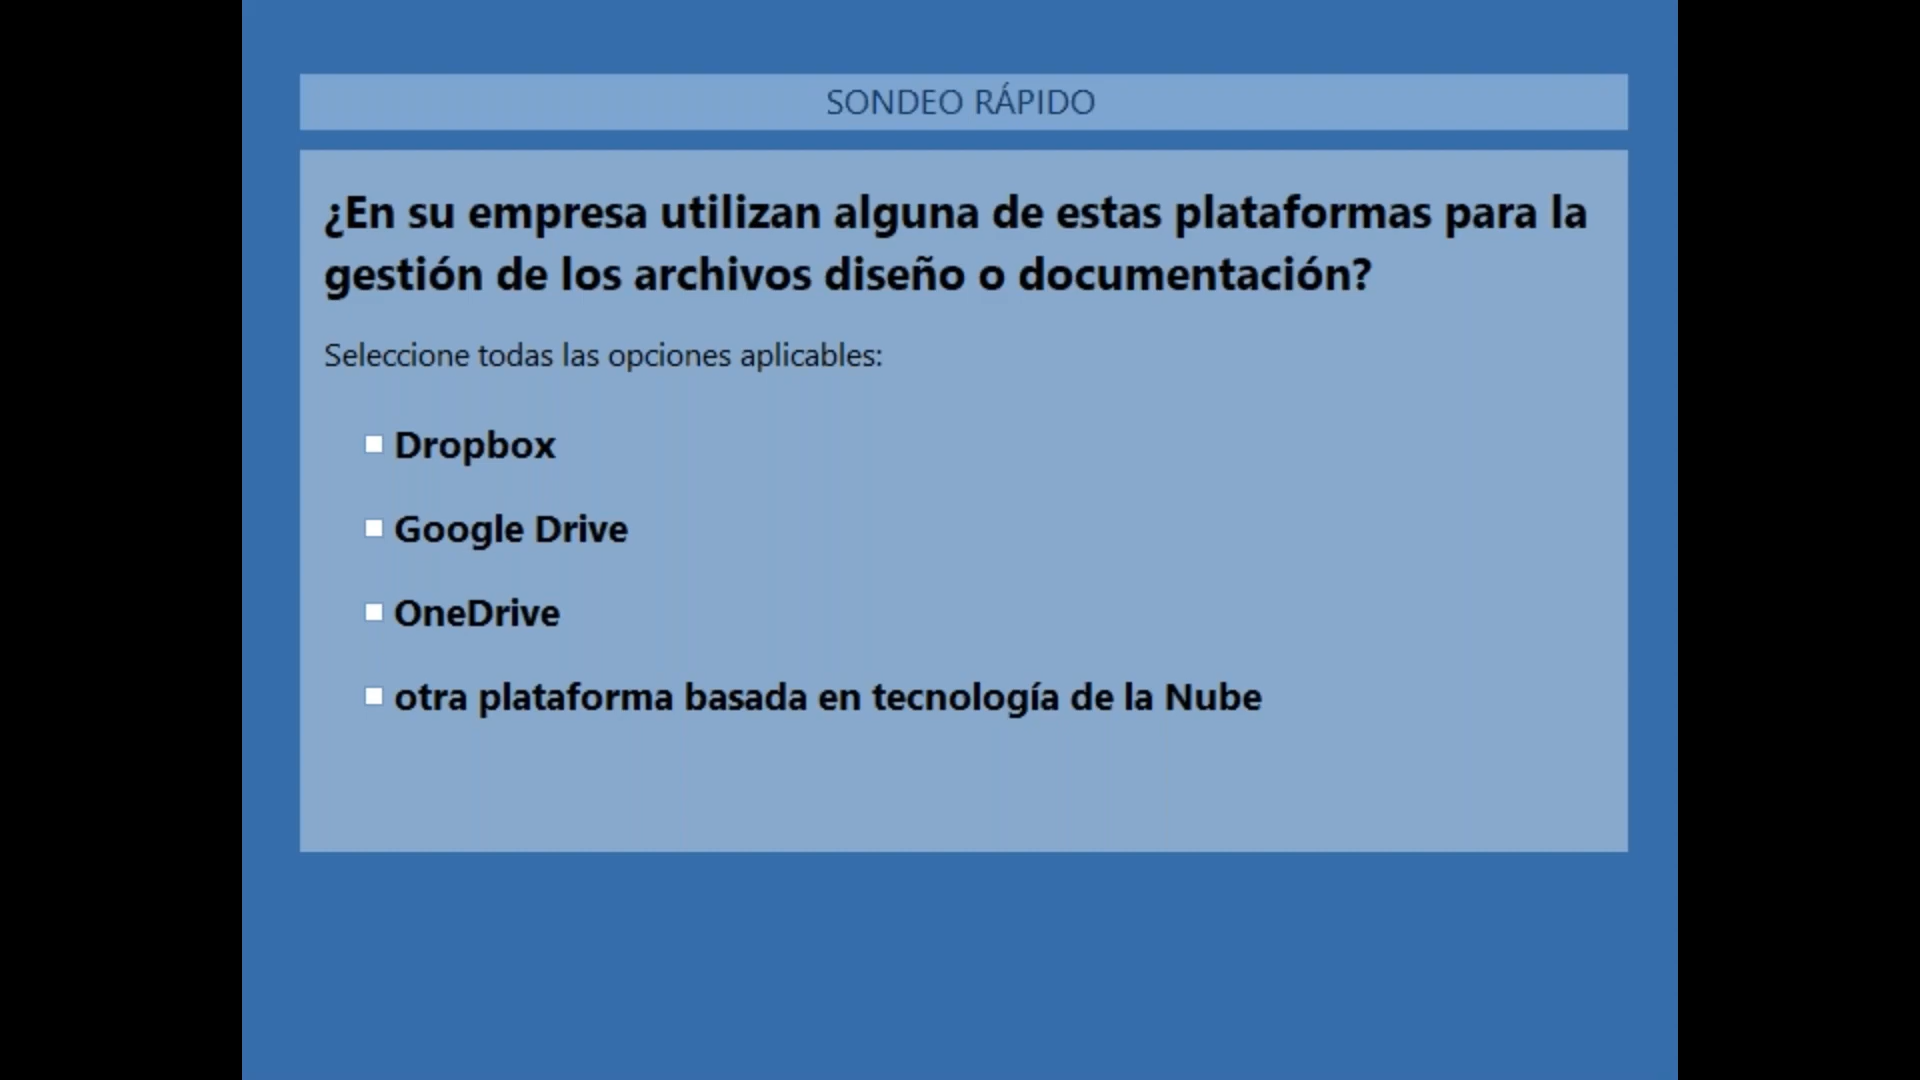 SONDEO RÁPIDO
¿En su empresa utilizan alguna de estas plataformas para la
gestión de los archivos diseño o documentación?
Seleccione todas las opciones aplicables:
Dropbox
Google Drive
OneDrive
otra plataforma basada en tecnología de la Nube